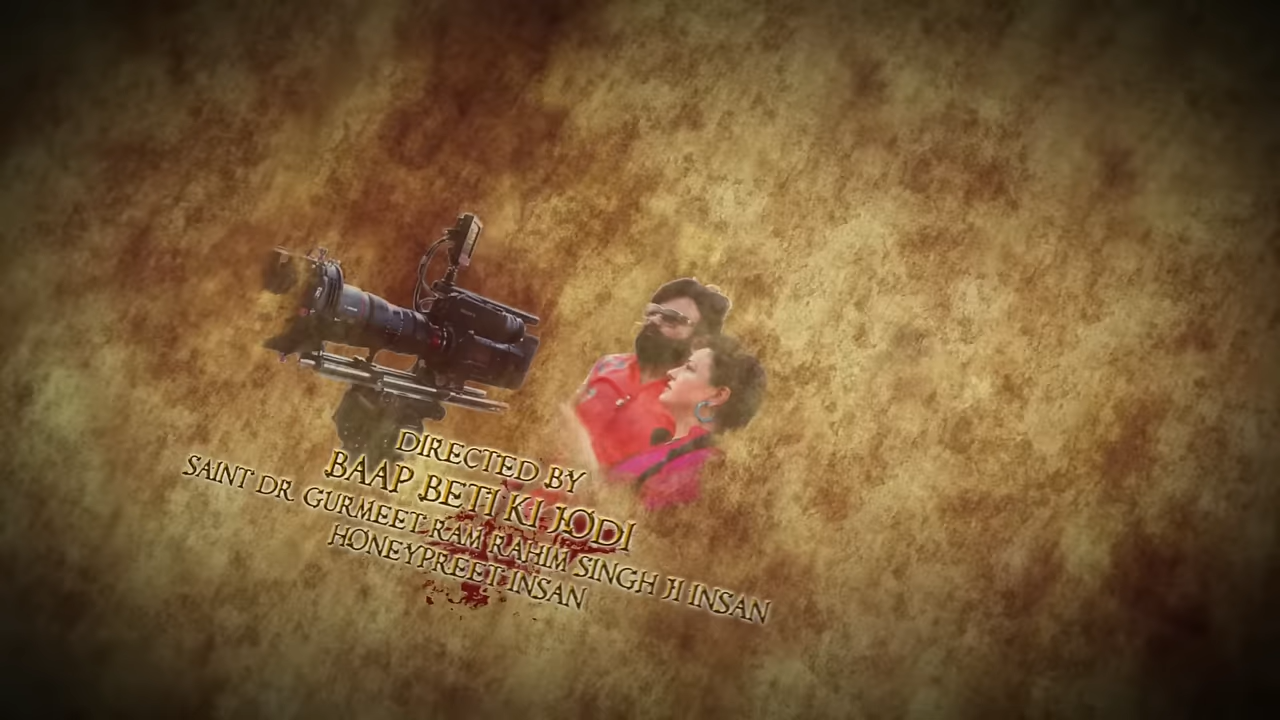 DIRECTED BY
BAAP BETI KI JODI
SAINT DR. GURMEET RAM RAHIM SINGH JI INSAN
HONEYPREET INSAN